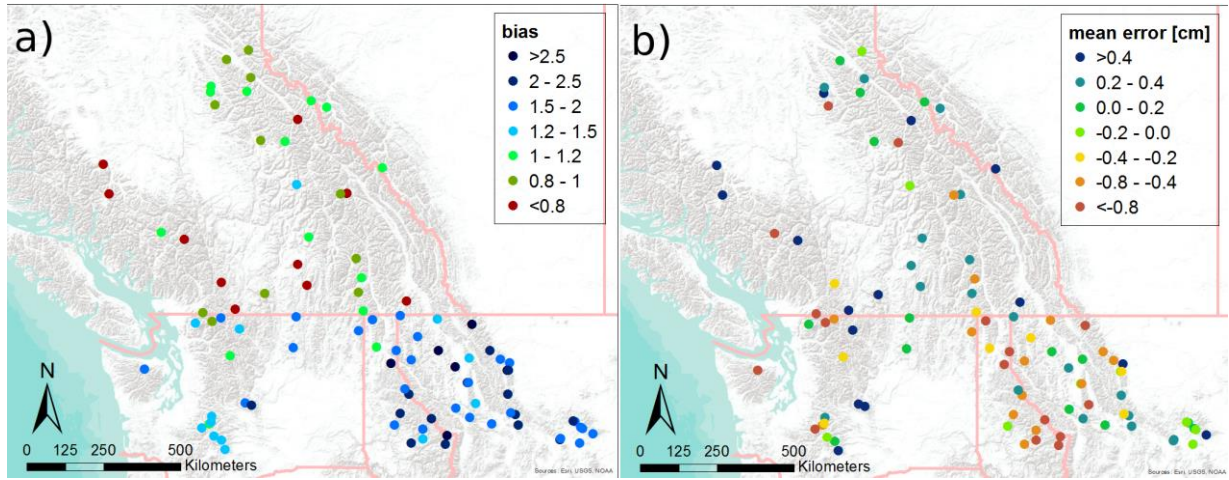 a)
bias
>2.5
2 - 2.5
1.5 - 2
1.2 - 1.5
1 - 1.2
0.8 - 1
<0.8
N
0 125 250 500
Kilometers
Sources: Esri, USGS, NOAA
b)
mean error [cm]
>0.4
0.2 - 0.4
0.0 - 0.2
-0.2 - 0.0
-0.4 - -0.2
-0.8 - -0.4
<-0.8
N
0 125 250 500
Kilometers
Sources: Esri, USGS, NOAA